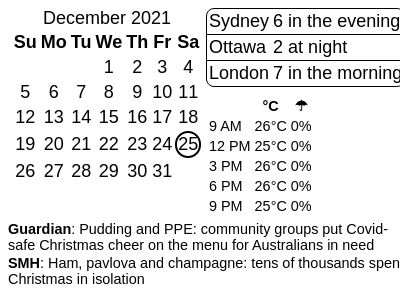 December 2021
Su Mo Tu We Th Fr Sa
1 2 3 4
5 6 7 8 9 10 11
12 13 14 15 16 17 18
19 20 21 22 23 24 25
26 27 28 29 30 31
Sydney 6 in the evening
Ottawa 2 at night
London 7 in the morning
°C ☂
9 AM 26°C 0%
12 PM 25°C 0%
3 PM 26°C 0%
6 PM 26°C 0%
9 PM 25°C 0%
Guardian: Pudding and PPE: community groups put Covid-
safe Christmas cheer on the menu for Australians in need
SMH: Ham, pavlova and champagne: tens of thousands spen
Christmas in isolation